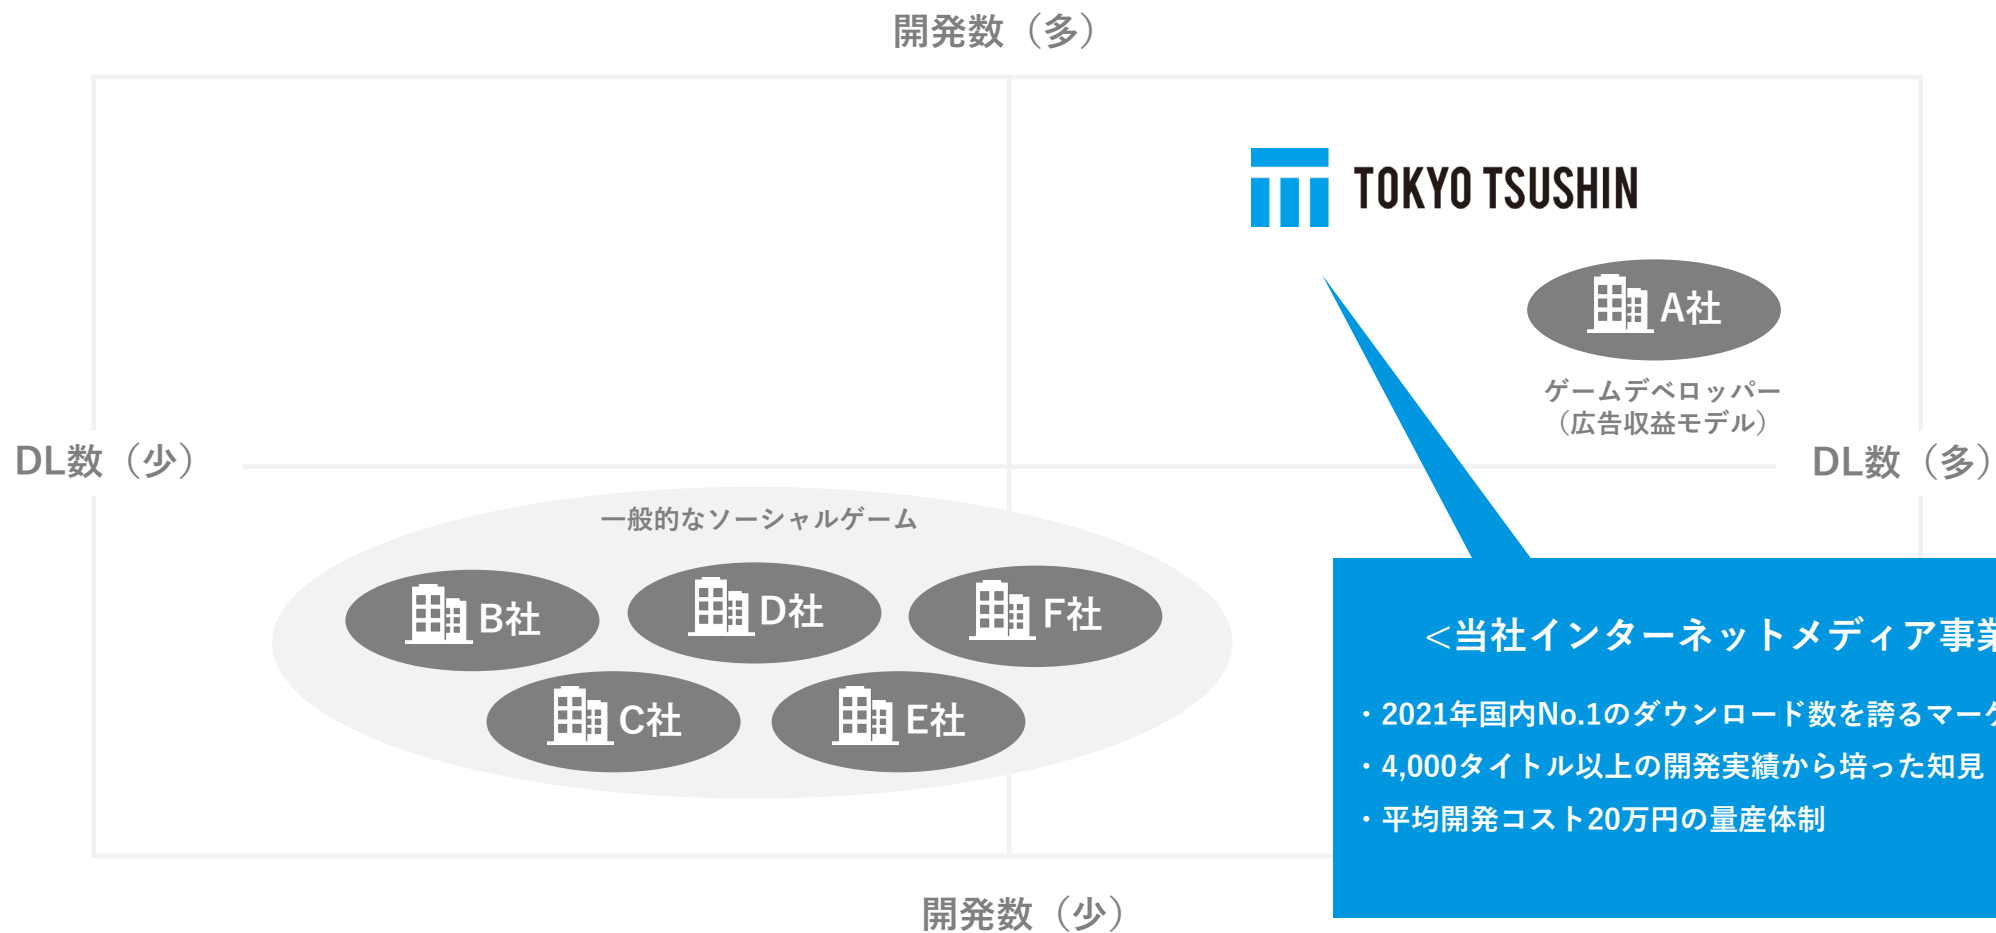 開発数（多）
TOKYO TSUSHIN
A社
ゲームデベロッパー
（広告収益モデル）
DL数（少）
DL数（多）
一般的なソーシャルゲーム
B社
D社
F社
C社
E社
<当社インターネットメディア事業
・2021年国内No.1のダウンロード数を誇るマーケ
・4,000タイトル以上の開発実績から培った知見
・平均開発コスト20万円の量産体制
開発数（少）